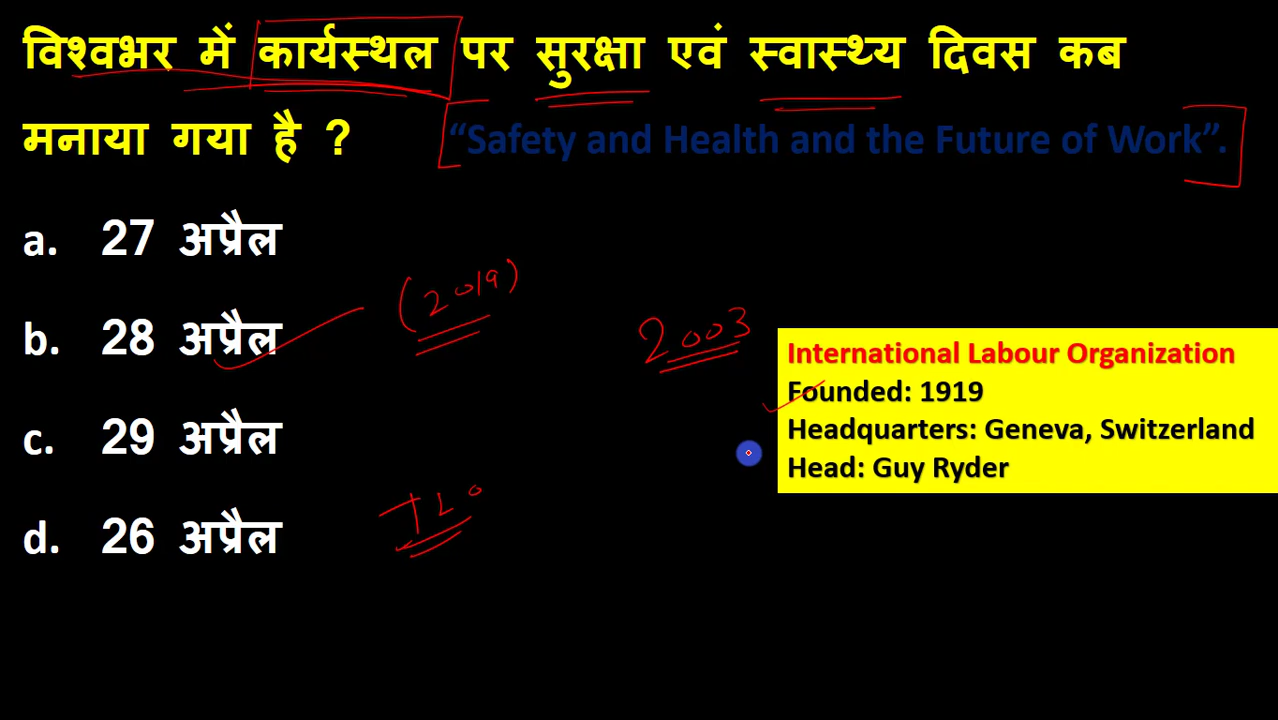 विश्वभर में कार्यस्थल पर सुरक्षा एवं स्वास्थ्य दिवस कब
मनाया गया है ? “Safety and Health and the Future of Work”.
a. 27 अप्रैल
b. 28 अप्रैल
(2019)
c. 29 अप्रैल
d. 26 अप्रैल
ILO
2003
International Labour Organization
Founded: 1919
Headquarters: Geneva, Switzerland
Head: Guy Ryder